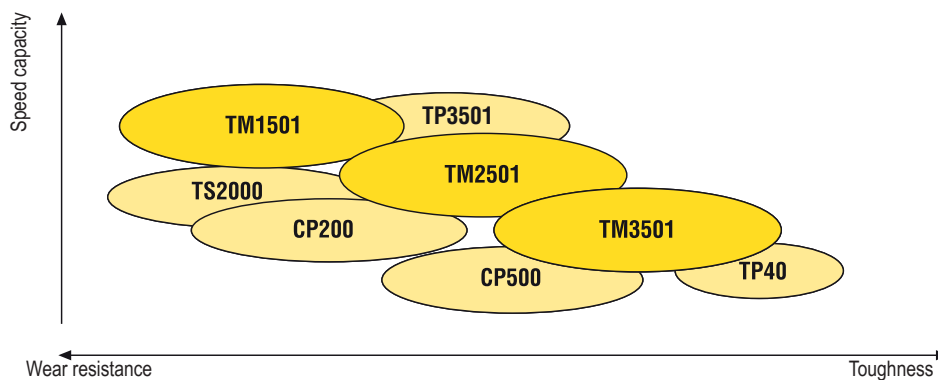 Speed capacity
TM1501
TP3501
TM2501
TS2000
CP200
TM3501
CP500
TP40
Wear resistance
Toughness